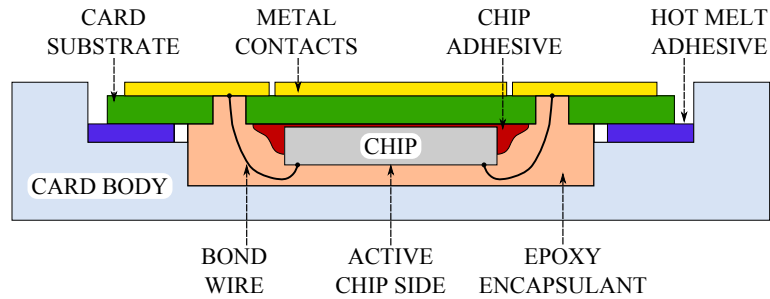 CARD
SUBSTRATE
METAL
CONTACTS
CHIP
ADHESIVE
HOT MELT
ADHESIVE
CHIP
CARD BODY
BOND
WIRE
ACTIVE
CHIP SIDE
EPOXY
ENCAPSULANT